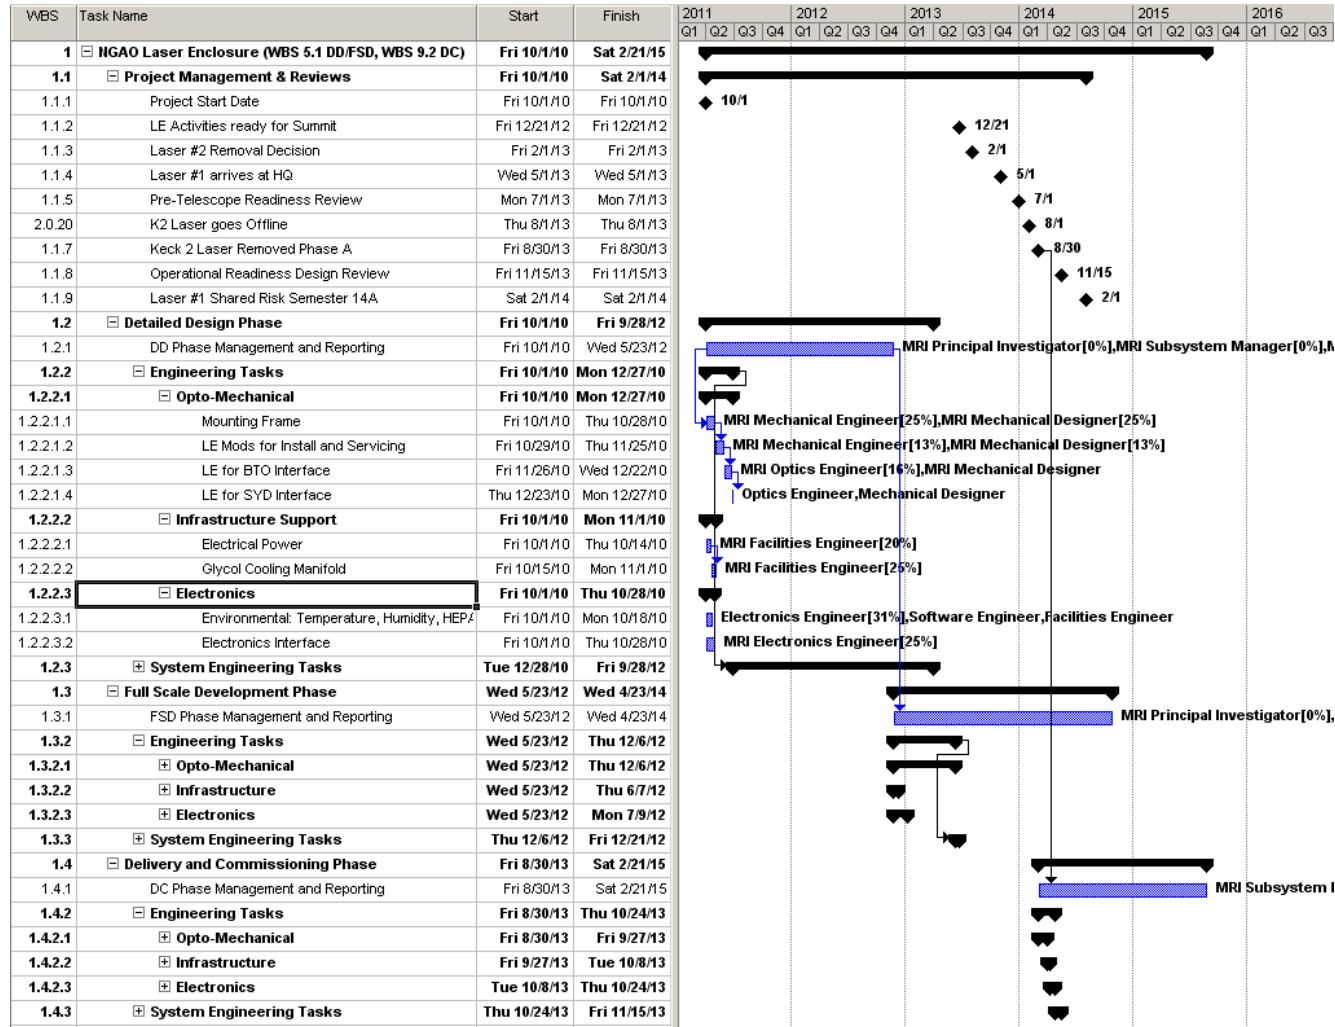 WBS Task Name Start Finish 2011 2012 2013 2014 2015 2016
Q1 Q2 Q3 Q4 Q1 Q2 Q3 Q4 Q1 Q2 Q3 Q4 Q1 Q2 Q3 Q4 Q1 Q2 Q3 Q4 Q1 Q2 Q3
1 NGAO Laser Enclosure (WBS 5.1 DD/FSD, WBS 9.2 DC) Fri 10/1/10 Sat 2/21/15
1.1 Project Management & Reviews Fri 10/1/10 Sat 2/1/14
1.1.1 Project Start Date Fri 10/1/10 Fri 10/1/10 10/1
1.1.2 LE Activities ready for Summit Fri 12/21/12 Fri 12/21/12 12/21
1.1.3 Laser #2 Removal Decision Fri 2/1/13 Fri 2/1/13 2/1
1.1.4 Laser #1 arrives at HQ Wed 5/1/13 Wed 5/1/13 5/1
1.1.5 Pre-Telescope Readiness Review Mon 7/1/13 Mon 7/1/13 7/1
2.0.20 K2 Laser goes Offline Thu 8/1/13 Thu 8/1/13 8/1
1.1.7 Keck 2 Laser Removed Phase A Fri 8/30/13 Fri 8/30/13 8/30
1.1.8 Operational Readiness Design Review Fri 11/15/13 Fri 11/15/13 11/15
1.1.9 Laser #1 Shared Risk Semester 14A Sat 2/1/14 Sat 2/1/14 2/1
1.2 Detailed Design Phase Fri 10/1/10 Fri 9/28/12
1.2.1 DD Phase Management and Reporting Fri 10/1/10 Wed 5/23/12 MRI Principal Investigator[0%],MRI Subsystem Manager[0%],M
1.2.2 Engineering Tasks Fri 10/1/10 Mon 12/27/10
1.2.2.1 Opto-Mechanical Fri 10/1/10 Mon 12/27/10
1.2.2.1.1 Mounting Frame Fri 10/1/10 Thu 10/28/10 MRI Mechanical Engineer[25%],MRI Mechanical Designer[25%]
1.2.2.1.2 LE Mods for Install and Servicing Fri 10/29/10 Thu 11/25/10 MRI Mechanical Engineer[13%],MRI Mechanical Designer[13%]
1.2.2.1.3 LE for BTO Interface Fri 11/26/10 Wed 12/22/10 MRI Optics Engineer[16%],MRI Mechanical Designer
1.2.2.1.4 LE for SYD Interface Thu 12/23/10 Mon 12/27/10 Optics Engineer,Mechanical Designer
1.2.2.2 Infrastructure Support Fri 10/1/10 Mon 11/1/10
1.2.2.2.1 Electrical Power Fri 10/1/10 Thu 10/14/10 MRI Facilities Engineer[20%]
1.2.2.2.2 Glycol Cooling Manifold Fri 10/15/10 Mon 11/1/10 MRI Facilities Engineer[25%]
1.2.2.3 Electronics Fri 10/1/10 Thu 10/28/10
1.2.2.3.1 Environmental: Temperature, Humidity, HEPA Fri 10/1/10 Mon 10/18/10 Electronics Engineer[31%],Software Engineer,Facilities Engineer
1.2.2.3.2 Electronics Interface Fri 10/1/10 Thu 10/28/10 MRI Electronics Engineer[25%]
1.2.3 System Engineering Tasks Tue 12/28/10 Fri 9/28/12
1.3 Full Scale Development Phase Wed 5/23/12 Wed 4/23/14
1.3.1 FSD Phase Management and Reporting Wed 5/23/12 Wed 4/23/14 MRI Principal Investigator[0%],
1.3.2 Engineering Tasks Wed 5/23/12 Thu 12/6/12
1.3.2.1 Opto-Mechanical Wed 5/23/12 Thu 12/6/12
1.3.2.2 Infrastructure Wed 5/23/12 Thu 6/7/12
1.3.2.3 Electronics Wed 5/23/12 Mon 7/9/12
1.3.3 System Engineering Tasks Thu 12/6/12 Fri 12/21/12
1.4 Delivery and Commissioning Phase Fri 8/30/13 Sat 2/21/15
1.4.1 DC Phase Management and Reporting Fri 8/30/13 Sat 2/21/15 MRI Subsystem
1.4.2 Engineering Tasks Fri 8/30/13 Thu 10/24/13
1.4.2.1 Opto-Mechanical Fri 8/30/13 Fri 9/27/13
1.4.2.2 Infrastructure Fri 9/27/13 Tue 10/8/13
1.4.2.3 Electronics Tue 10/8/13 Thu 10/24/13
1.4.3 System Engineering Tasks Thu 10/24/13 Fri 11/15/13